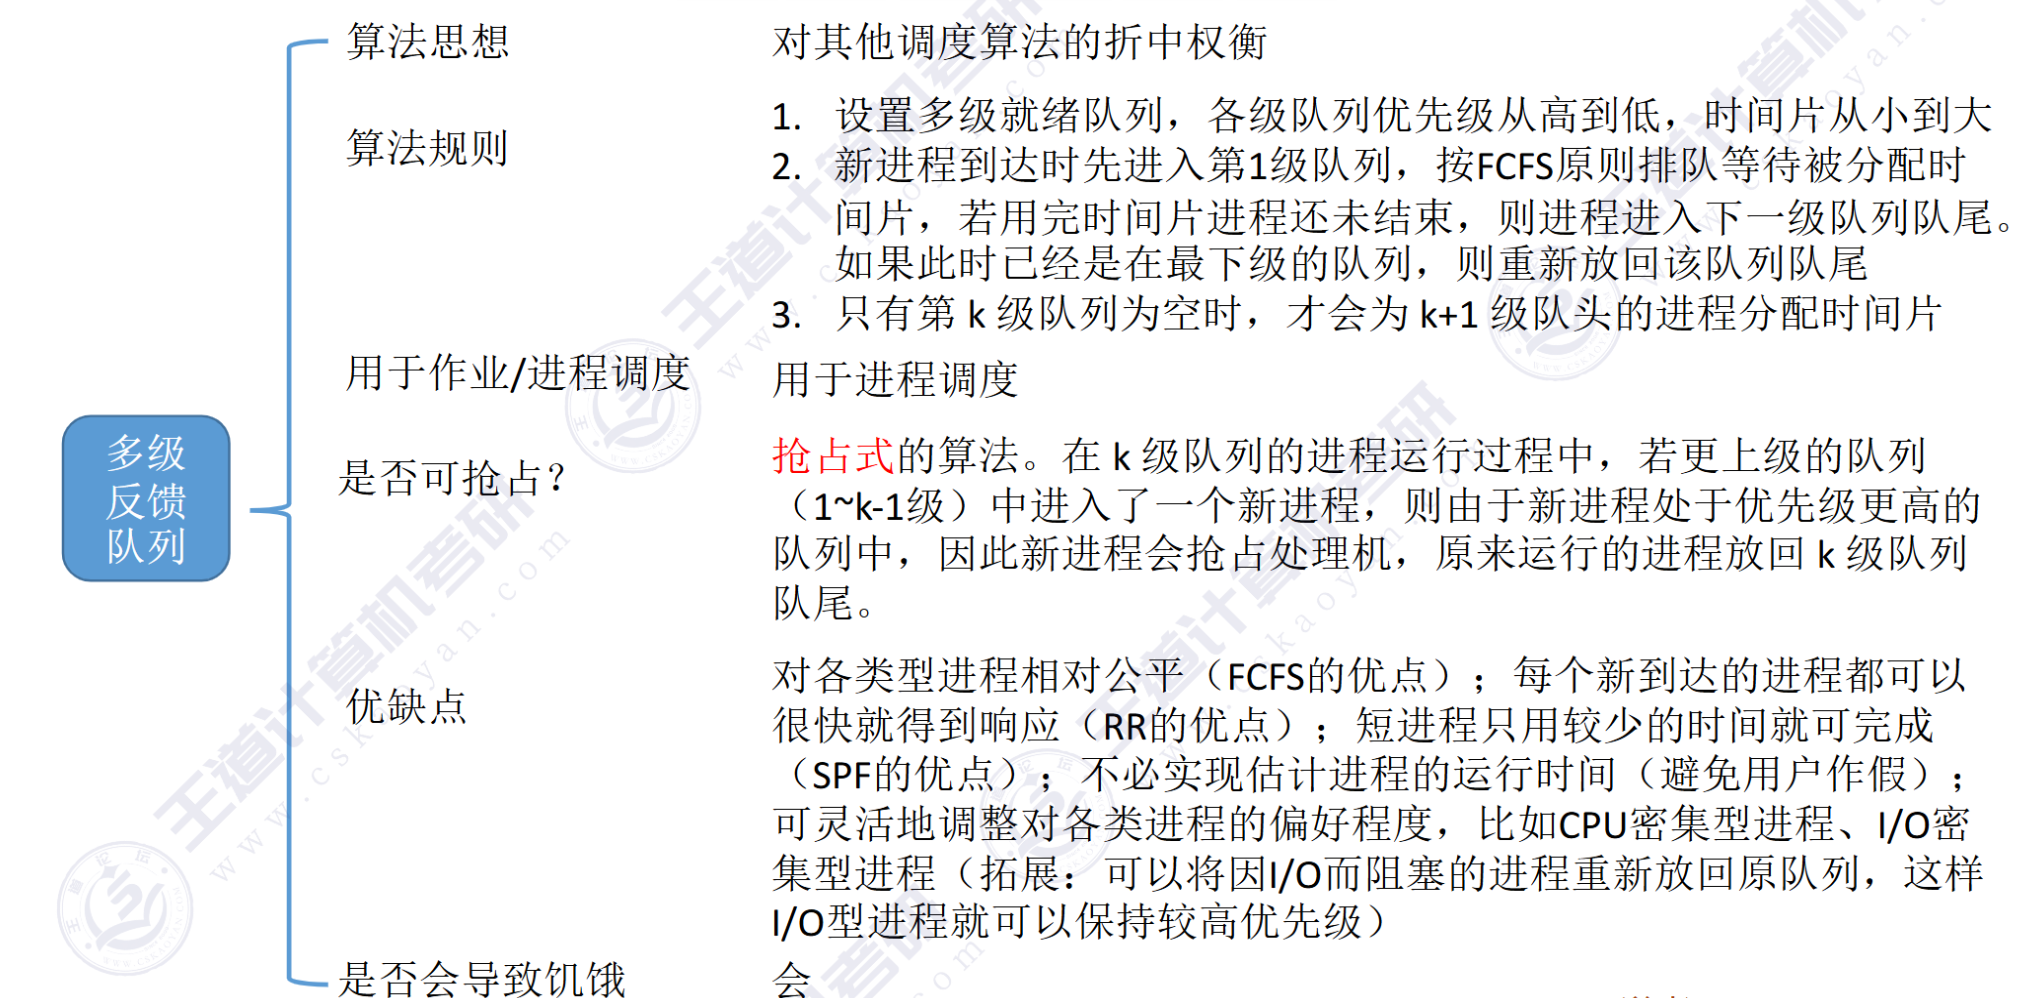 算法思想
对其他调度算法的折中权衡
算法规则
1. 设置多级就绪队列，各级队列优先级从高到低，时间片从小到大
2. 新进程到达时先进入第1级队列，按FCFS原则排队等待被分配时
间片，若用完时间片进程还未结束，则进程进入下一级队列队尾。
如果此时已经是在最下级的队列，则重新放回该队列队尾
3. 只有第 k 级队列为空时，才会为 k+1 级队头的进程分配时间片
用于作业/进程调度
用于进程调度
多级
反馈
队列
是否可抢占？
抢占式的算法。在 k 级队列的进程运行过程中，若更上级的队列
（1~k-1级）中进入了一个新进程，则由于新进程处于优先级更高的
队列中，因此新进程会抢占处理机，原来运行的进程放回 k 级队列
队尾。
优缺点
对各类型进程相对公平（FCFS的优点）；每个新到达的进程都可以
很快就得到响应（RR的优点）；短进程只用较少的时间就可完成
（SPF的优点）；不必实现估计进程的运行时间（避免用户作假）；
可灵活地调整对各类进程的偏好程度，比如CPU密集型进程、I/O密
集型进程（拓展：可以将因I/O而阻塞的进程重新放回原队列，这样
I/O型进程就可以保持较高优先级）
是否会导致饥饿
会
王道计算机考研
www.cskaoyan.com